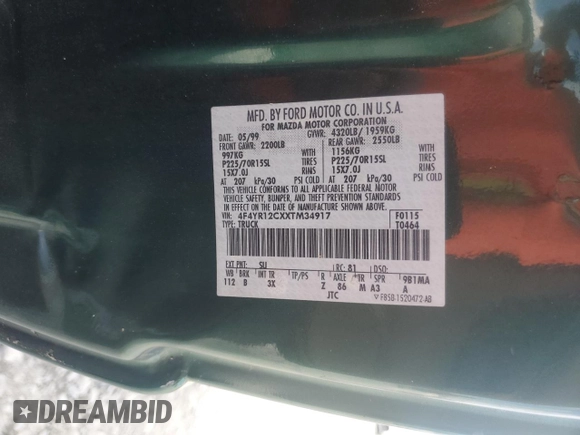 MFD. BY FORD MOTOR CO. IN U.S.A.
FOR MAZDA MOTOR CORPORATION
05/99 GVWR: 4320LB/ 1959KG
FRONT GAWR: 2200LB REAR GAWR: 2550LB
997KG WITH 1156KG WITH
P225/70R15SL TIRES P225/70R15SL TIRES
15X7.0J RIMS 15X7.0J RIMS
AT 207 kPa/30 PSI COLD AT 207 kPa/30 PSI COLD
THIS VEHICLE CONFORMS TO ALL APPLICABLE FEDERAL MOTOR
VEHICLE SAFETY, BUMPER, AND THEFT PREVENTION STANDARDS
IN EFFECT ON THE DATE OF MANUFACTURE SHOWN ABOVE.
VIN: 4F4YR12CXXTM34917 F0115
TYPE: TRUCK T0464
EXT PNT: SU RC: 81 DSO:
WB BRK INT TR TP/PS R AXLE TR SPR 9B1MA
112 B 3X Z 86 M A3 A
JTC
F85B-1520472-AB
DREAMBID